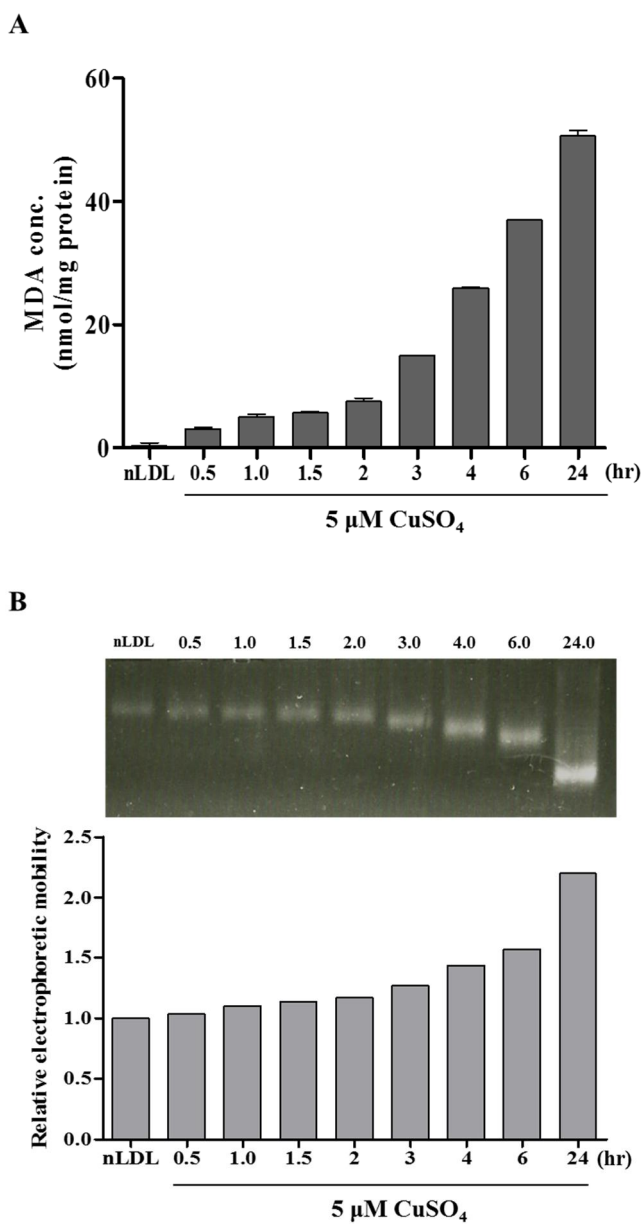 A
60
40
20
0
MDA conc.
(nmol/mg protein)
nLDL 0.5 1.0 1.5 2 3 4 6 24 (hr)
5 μM CuSO₄
B
nLDL 0.5 1.0 1.5 2.0 3.0 4.0 6.0 24.0
2.5
2.0
1.5
1.0
0.5
0.0
Relative electrophoretic mobility
nLDL 0.5 1.0 1.5 2 3 4 6 24 (hr)
5 μM CuSO₄